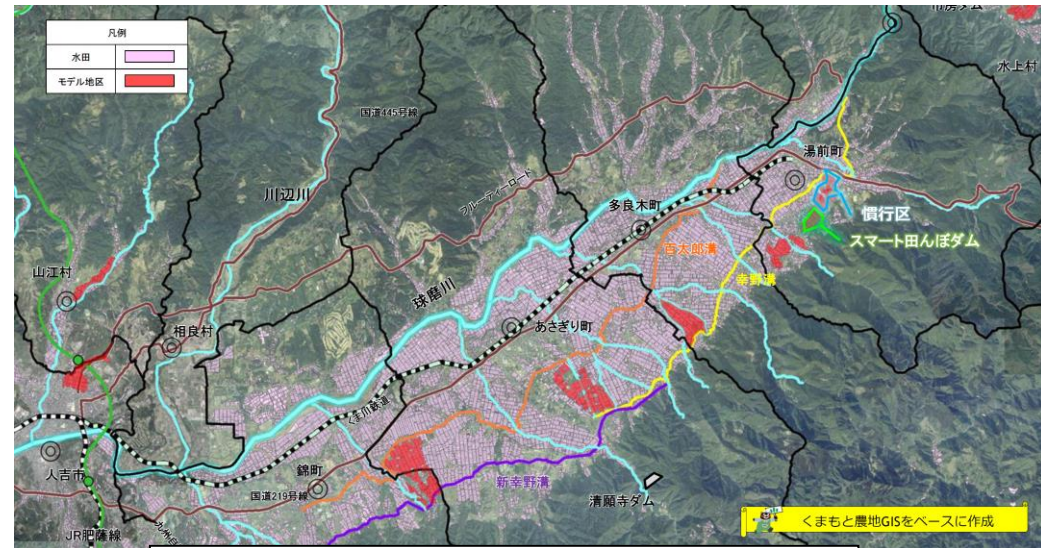 凡例
水田
モデル地区
市房ダム
水上村
国道445号線
湯前町
川辺川
フルーティーロード
多良木町
慣行区
百太郎溝
スマート田んぼダム
山江村
幸野溝
球磨川
相良村
あさぎり町
くま川鉄道
人吉市
錦町
新幸野溝
国道219号線
清願寺ダム
くまもと農地GISをベースに作成
JR肥薩線